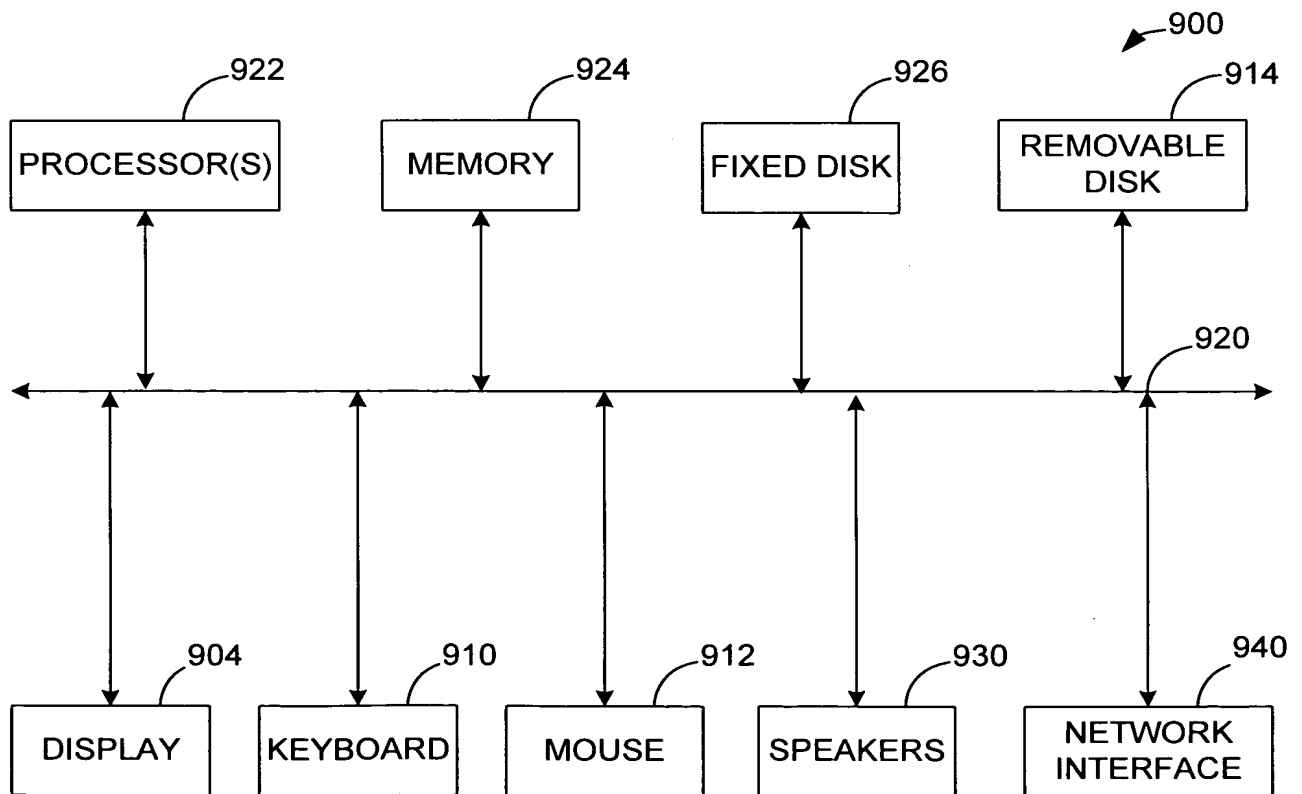 900
922
924
926
914
PROCESSOR(S)
MEMORY
FIXED DISK
REMOVABLE
DISK
920
904
910
912
930
940
DISPLAY
KEYBOARD
MOUSE
SPEAKERS
NETWORK
INTERFACE